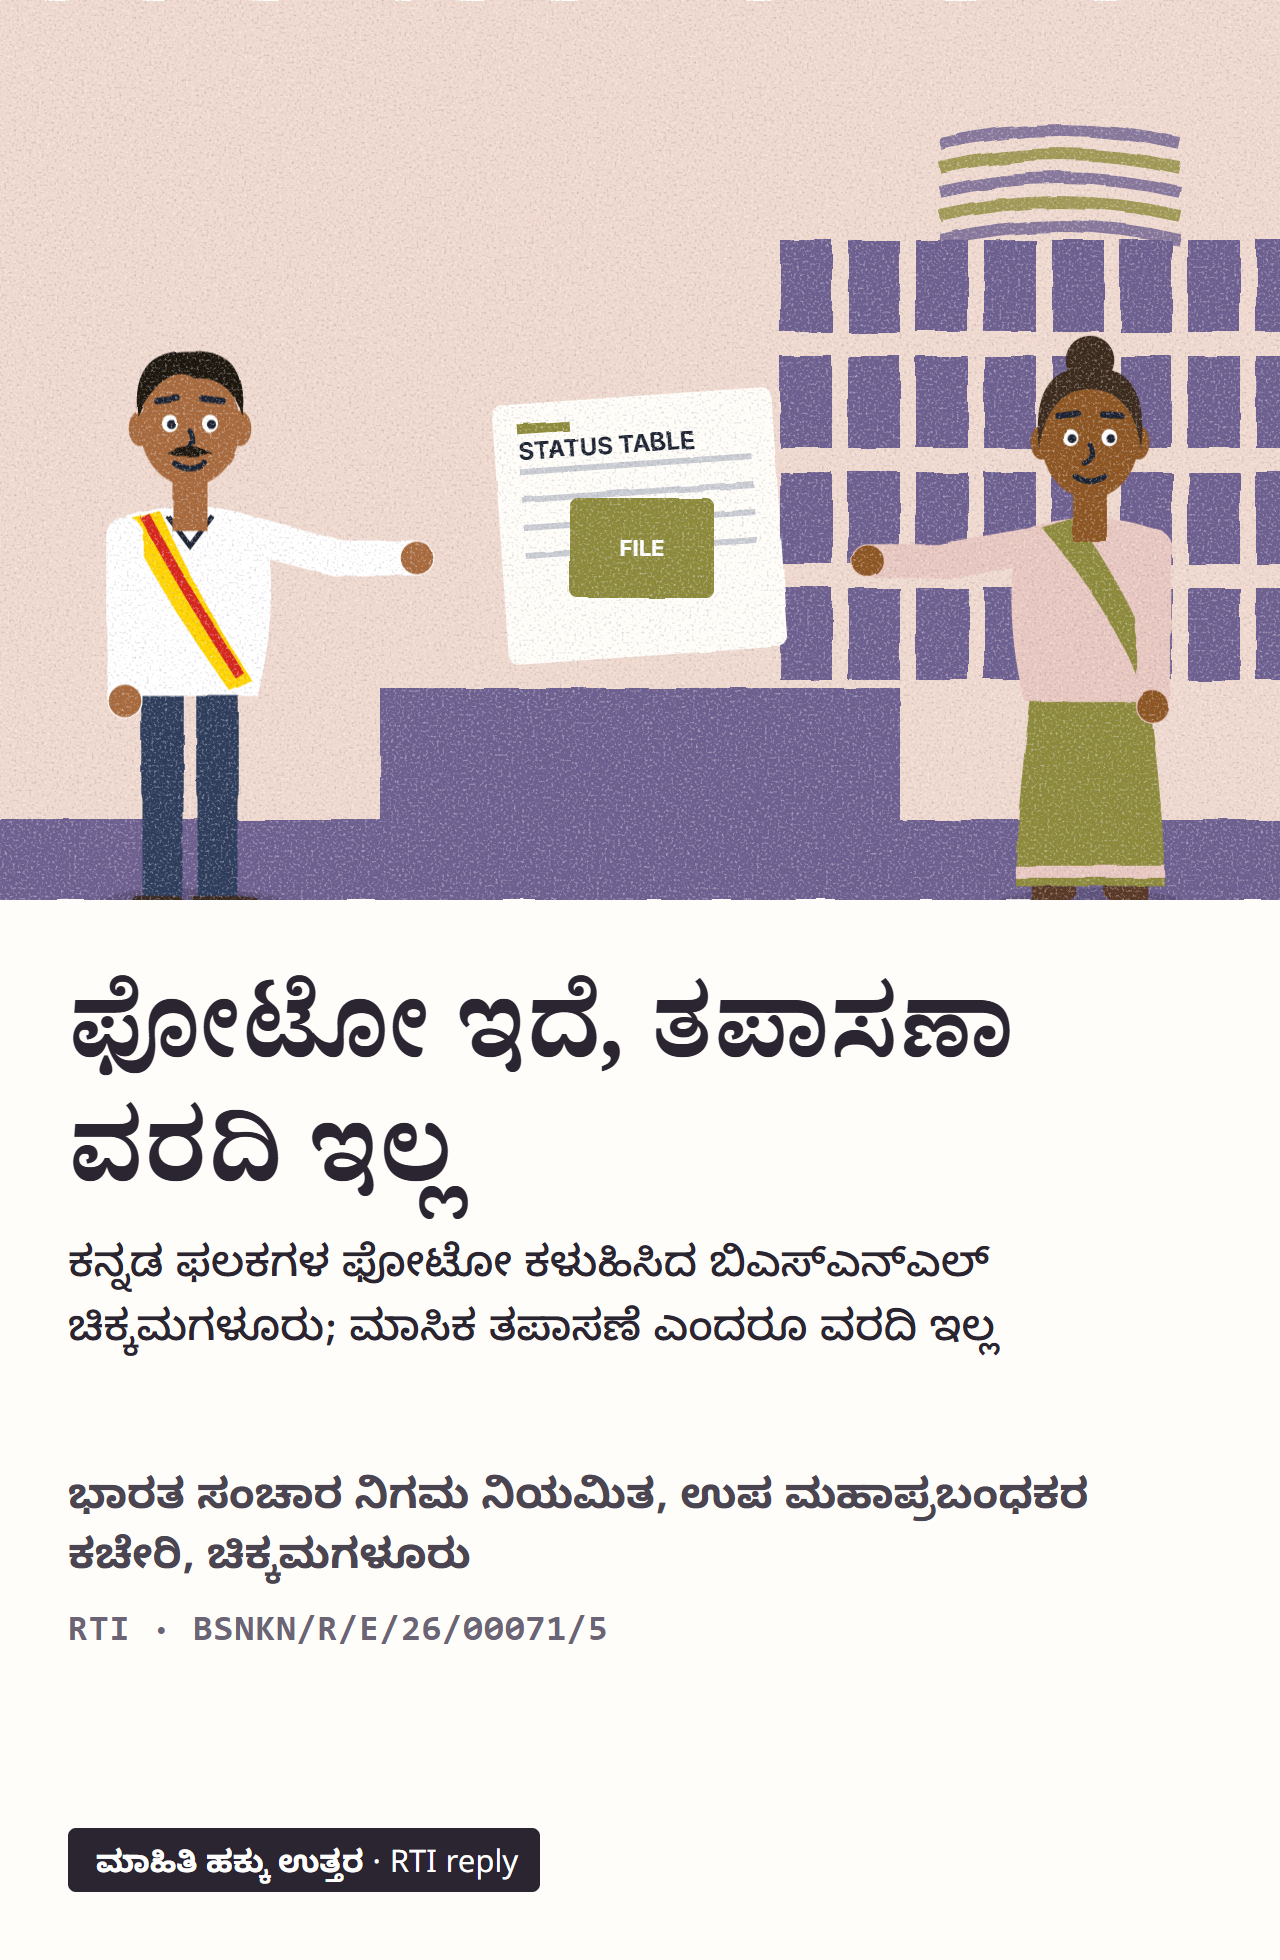 STATUS TABLE
FILE
ಫೋಟೋ ಇದೆ, ತಪಾಸಣಾ
ವರದಿ ಇಲ್ಲ
ಕನ್ನಡ ಫಲಕಗಳ ಫೋಟೋ ಕಳುಹಿಸಿದ ಬಿಎಸ್ಎನ್ಎಲ್
ಚಿಕ್ಕಮಗಳೂರು; ಮಾಸಿಕ ತಪಾಸಣೆ ಎಂದರೂ ವರದಿ ಇಲ್ಲ
ಭಾರತ ಸಂಚಾರ ನಿಗಮ ನಿಯಮಿತ, ಉಪ ಮಹಾಪ್ರಬಂಧಕರ
ಕಚೇರಿ, ಚಿಕ್ಕಮಗಳೂರು
RTI · BSNKN/R/E/26/00071/5
ಮಾಹಿತಿ ಹಕ್ಕು ಉತ್ತರ · RTI reply